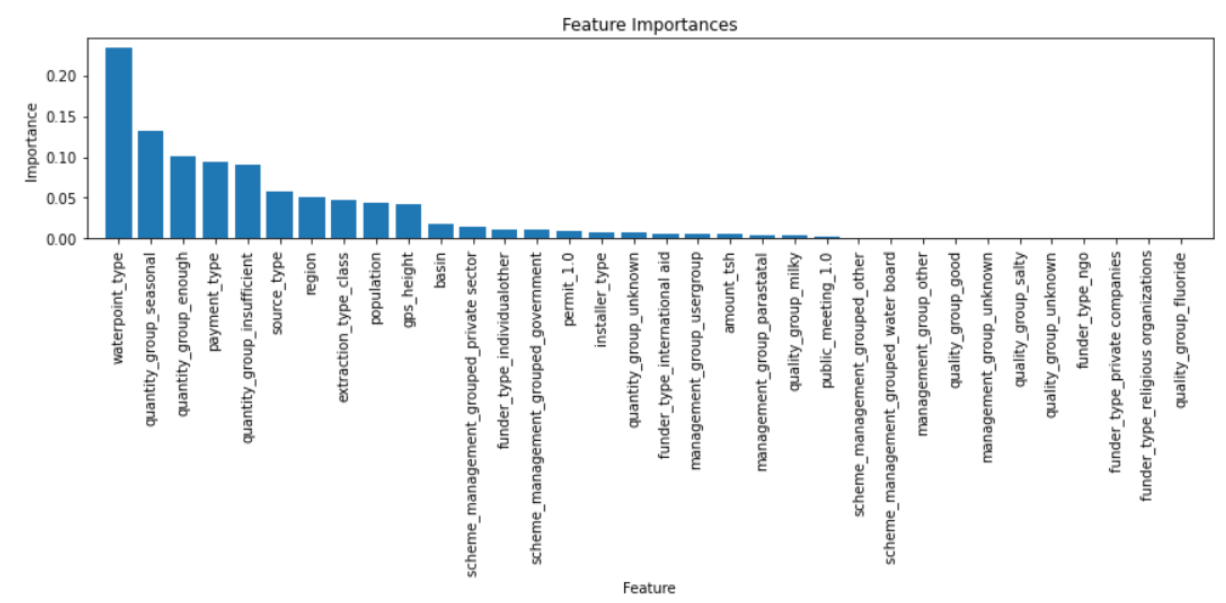 Feature Importances
Importance
0.20
0.15
0.10
0.05
0.00
waterpoint_type
quantity_group_seasonal
quantity_group_enough
payment_type
quantity_group_insufficient
source_type
region
extraction_type_class
population
gps_height
basin
scheme_management_grouped_private sector
funder_type_individualother
scheme_management_grouped_government
permit_1.0
installer_type
quantity_group_unknown
funder_type_international aid
management_group_usergroup
amount_tsh
management_group_parastatal
quality_group_milky
public_meeting_1.0
scheme_management_grouped_other
scheme_management_grouped_water board
management_group_other
quality_group_good
management_group_unknown
quality_group_salty
quality_group_unknown
funder_type_ngo
funder_type_private companies
funder_type_religious organizations
quality_group_fluoride
Feature